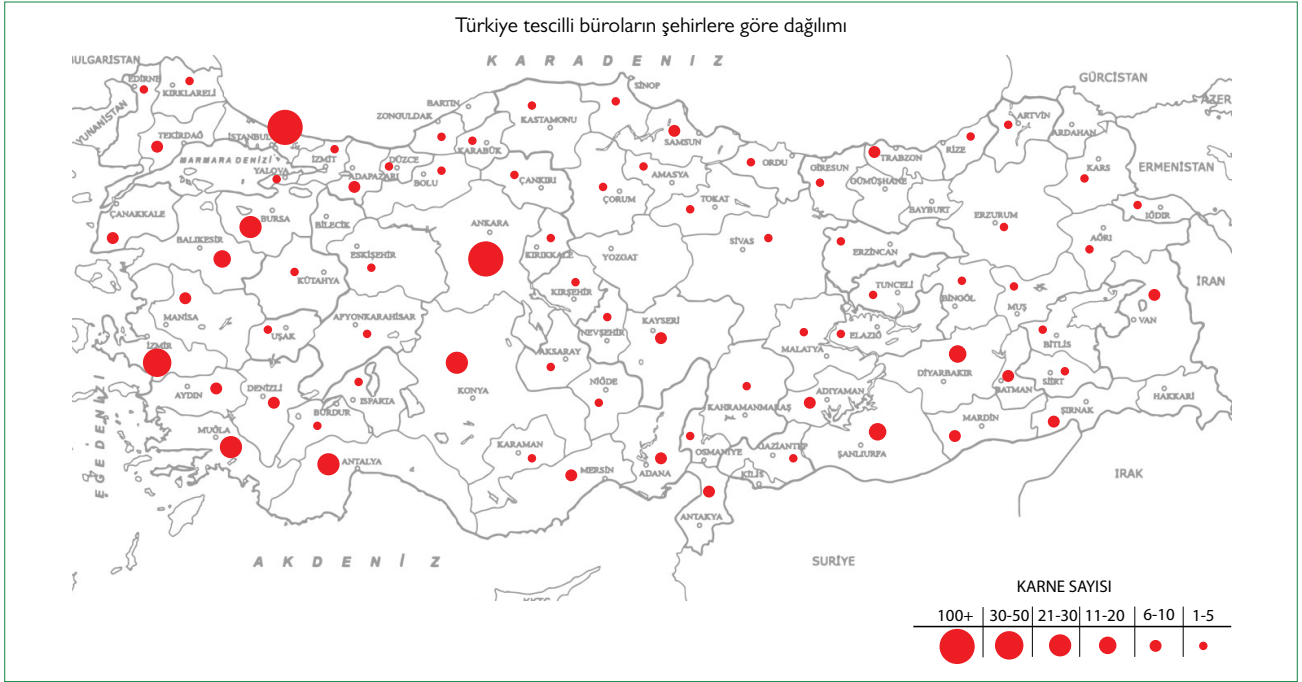 Türkiye tescilli büroların şehirlere göre dağılımı
BULGARİSTAN
KARADENİZ
GÜRCİSTAN
AZER
YUNANİSTAN
ERMENİSTAN
İRAN
IRAK
SURİYE
MARMARA DENİZİ
EGE DENİZİ
AKDENİZ
EDİRNE
KIRKLARELİ
TEKİRDAĞ
İSTANBUL
İZMİT
YALOVA
ADAPAZARI
DÜZCE
BOLU
ZONGULDAK
BARTIN
KARABÜK
KASTAMONU
SİNOP
SAMSUN
ÇANKIRI
ÇORUM
AMASYA
TOKAT
ORDU
GİRESUN
TRABZON
RİZE
ARTVİN
ARDAHAN
KARS
IĞDIR
AĞRI
ERZURUM
BAYBURT
GÜMÜŞHANE
ERZİNCAN
SİVAS
YOZGAT
KIRIKKALE
ANKARA
ESKİŞEHİR
BİLECİK
BURSA
ÇANAKKALE
BALIKESİR
KÜTAHYA
MANİSA
İZMİR
UŞAK
AFYONKARAHİSAR
AYDIN
DENİZLİ
MUĞLA
BURDUR
ISPARTA
ANTALYA
KONYA
KARAMAN
AKSARAY
NİĞDE
NEVŞEHİR
KIRŞEHİR
KAYSERİ
MERSİN
ADANA
OSMANİYE
ANTAKYA
KİLİS
GAZİANTEP
KAHRAMANMARAŞ
MALATYA
ADIYAMAN
ŞANLIURFA
ELAZIĞ
TUNCELİ
BİNGÖL
MUŞ
BİTLİS
VAN
DİYARBAKIR
BATMAN
SİİRT
MARDİN
ŞIRNAK
HAKKARİ
KARNE SAYISI
100+ 30-50 21-30 11-20 6-10 1-5